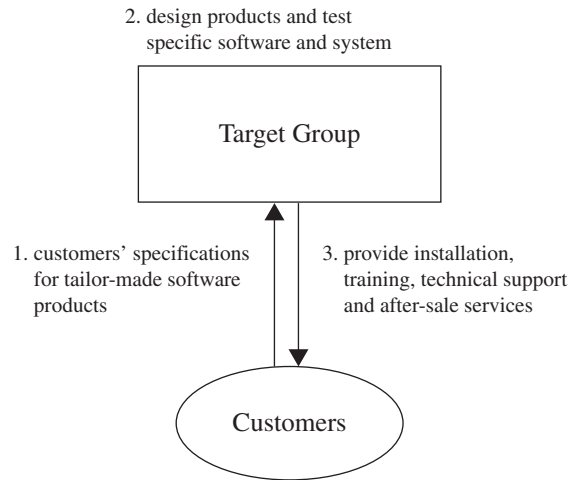 2. design products and test
specific software and system
Target Group
1. customers’ specifications
for tailor-made software
products
3. provide installation,
training, technical support
and after-sale services
Customers